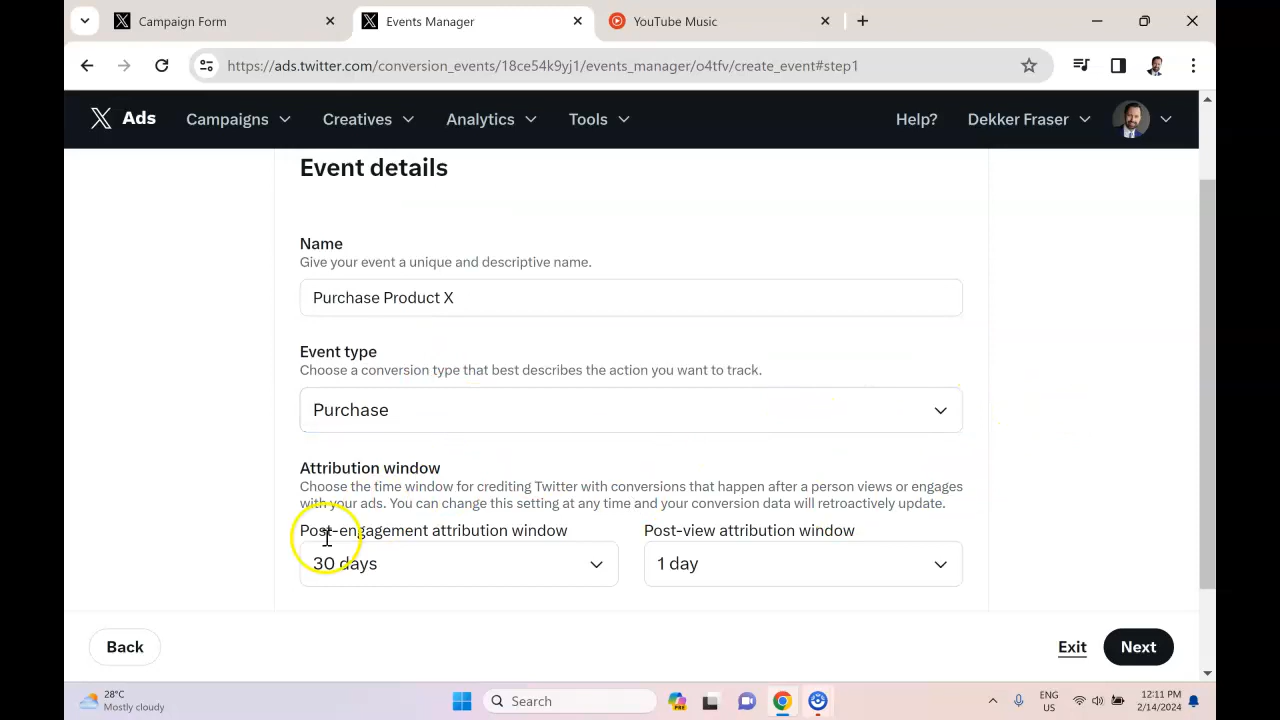 Campaign Form
Events Manager
YouTube Music
https://ads.twitter.com/conversion_events/18ce54k9yj1/events_manager/o4tfv/create_event#step1
X Ads Campaigns Creatives Analytics Tools Help? Dekker Fraser
Event details
Name
Give your event a unique and descriptive name.
Purchase Product X
Event type
Choose a conversion type that best describes the action you want to track.
Purchase
Attribution window
Choose the time window for crediting Twitter with conversions that happen after a person views or engages
with your ads. You can change this setting at any time and your conversion data will retroactively update.
Post-engagement attribution window Post-view attribution window
30 days 1 day
Back Exit Next
28°C
Mostly cloudy
Search
PRE
ENG
US
12:11 PM
2/14/2024